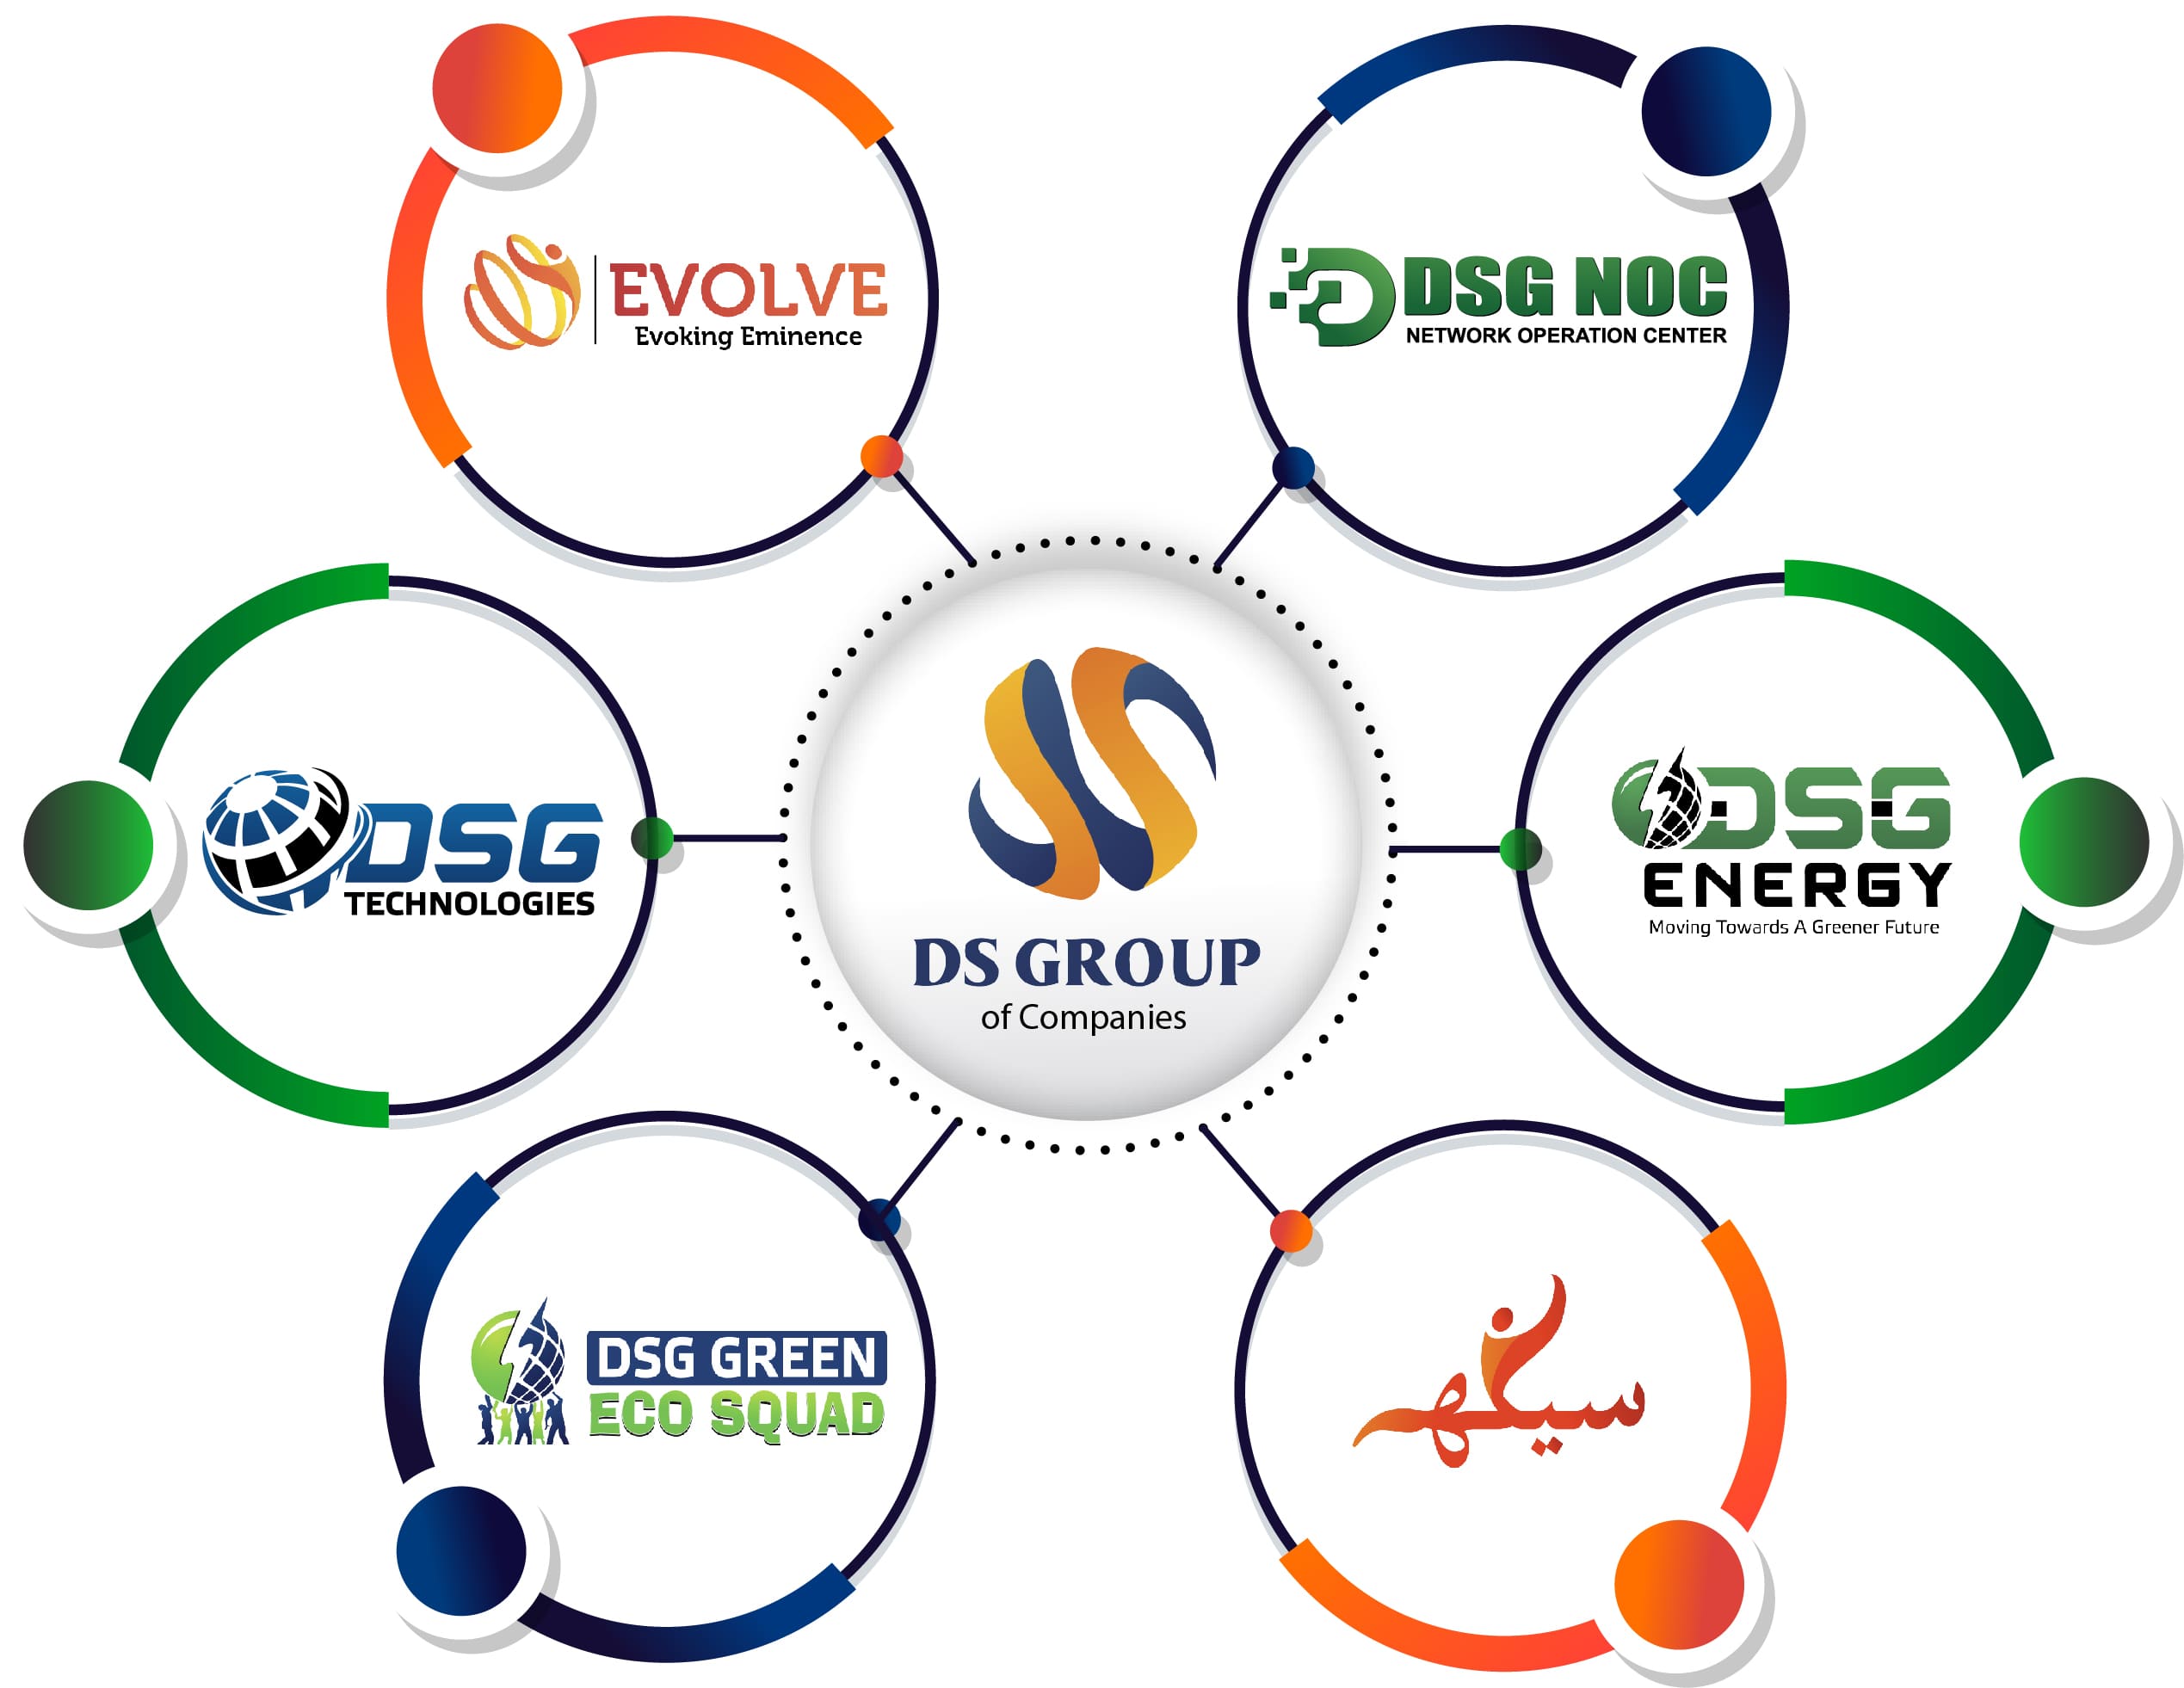 EVOLVE
Evoking Eminence
DSG NOC
NETWORK OPERATION CENTER
DSG
TECHNOLOGIES
DS GROUP
of Companies
DSG
ENERGY
Moving Towards A Greener Future
DSG GREEN
ECO SQUAD
سیکھ